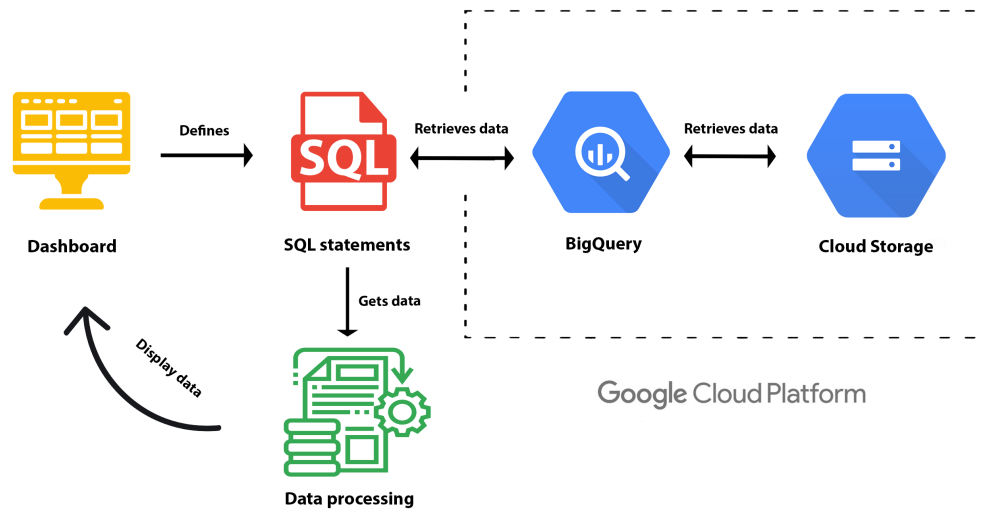 Defines
Retrieves data
Retrieves data
SQL
Dashboard
SQL statements
BigQuery
Cloud Storage
Gets data
Display data
Google Cloud Platform
Data processing